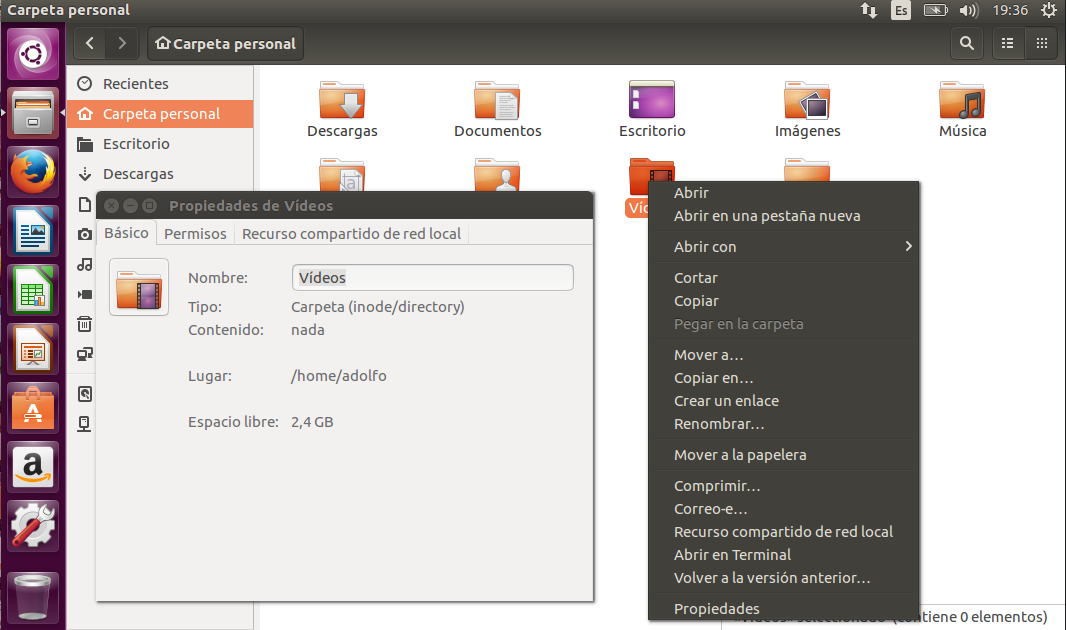 Carpeta personal
Es
19:36
Carpeta personal
Recientes
Carpeta personal
Escritorio
Descargas
Descargas
Documentos
Escritorio
Imágenes
Música
Propiedades de Vídeos
Básico
Permisos
Recurso compartido de red local
Nombre:
Vídeos
Tipo:
Carpeta (inode/directory)
Contenido:
nada
Lugar:
/home/adolfo
Espacio libre:
2,4 GB
Abrir
Abrir en una pestaña nueva
Abrir con
Cortar
Copiar
Pegar en la carpeta
Mover a…
Copiar en…
Crear un enlace
Renombrar…
Mover a la papelera
Comprimir…
Correo-e…
Recurso compartido de red local
Abrir en Terminal
Volver a la versión anterior…
Propiedades
(contiene 0 elementos)